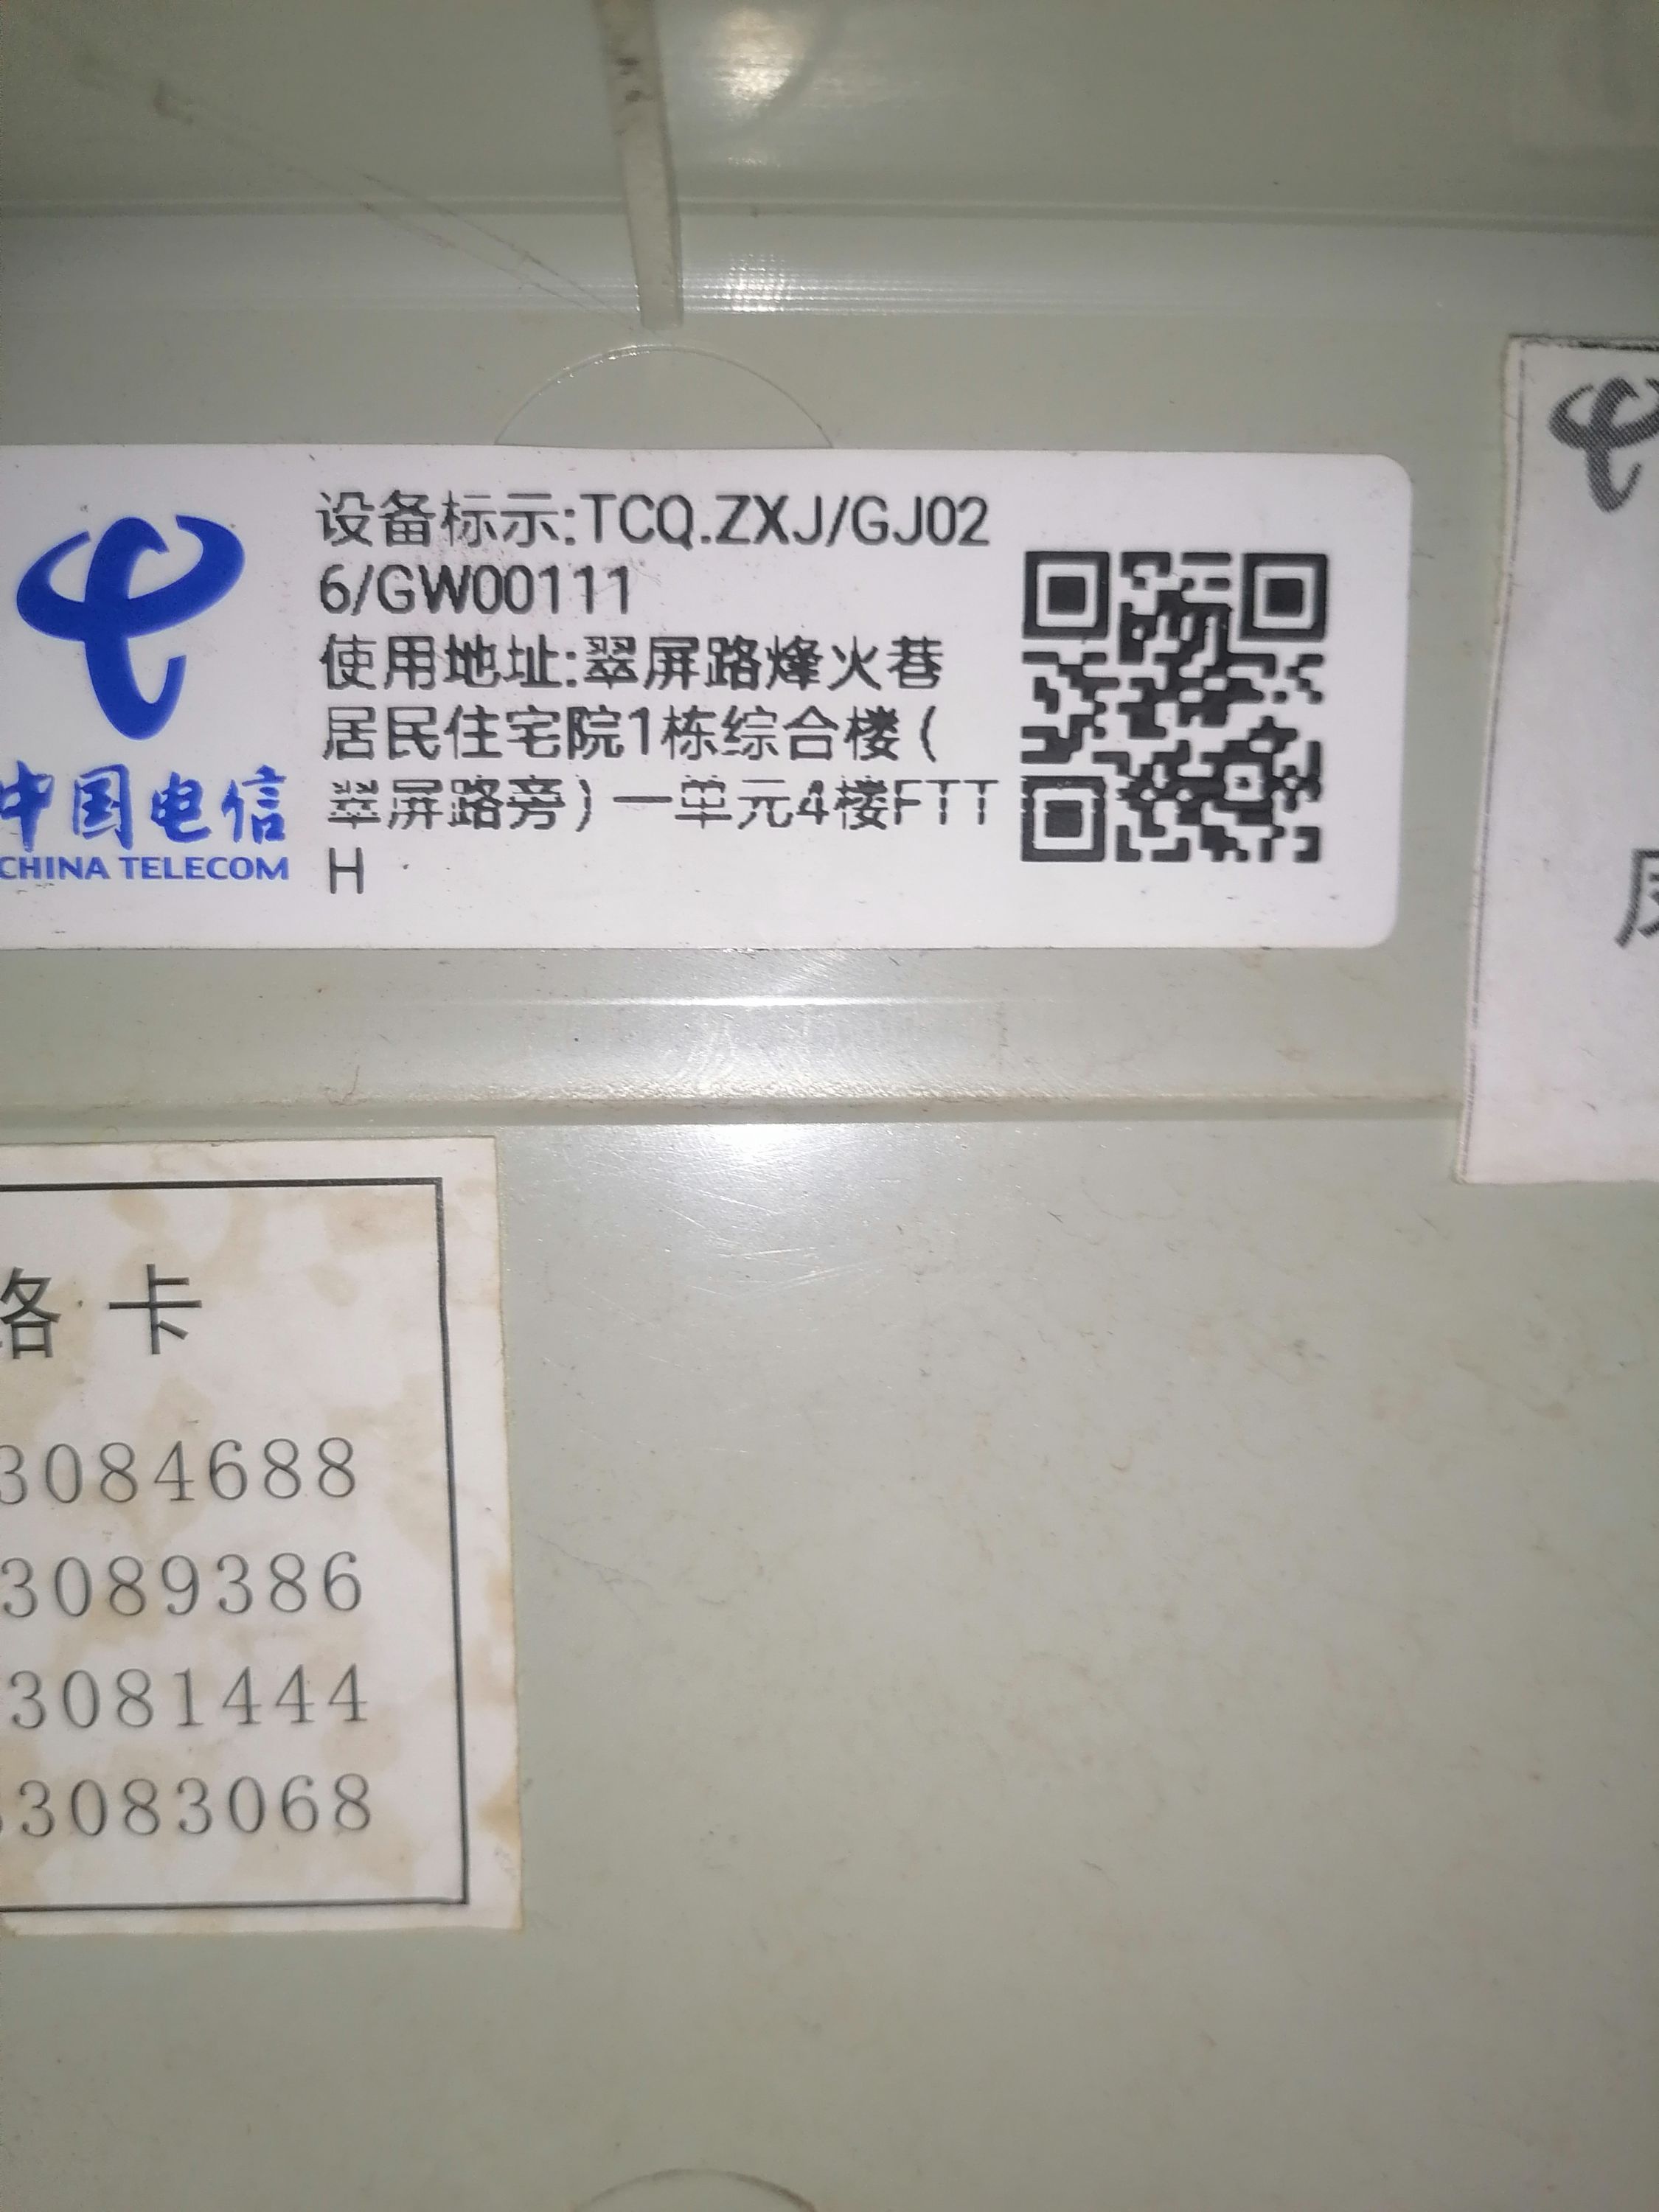 设备标示:TCQ.ZXJ/GJ02
6/GW00111
使用地址:翠屏路烽火巷
居民住宅院1栋综合楼(
翠屏路旁)一单元4楼FTT
H
中国电信
CHINA TELECOM
络卡
3084688
3089386
3081444
3083068